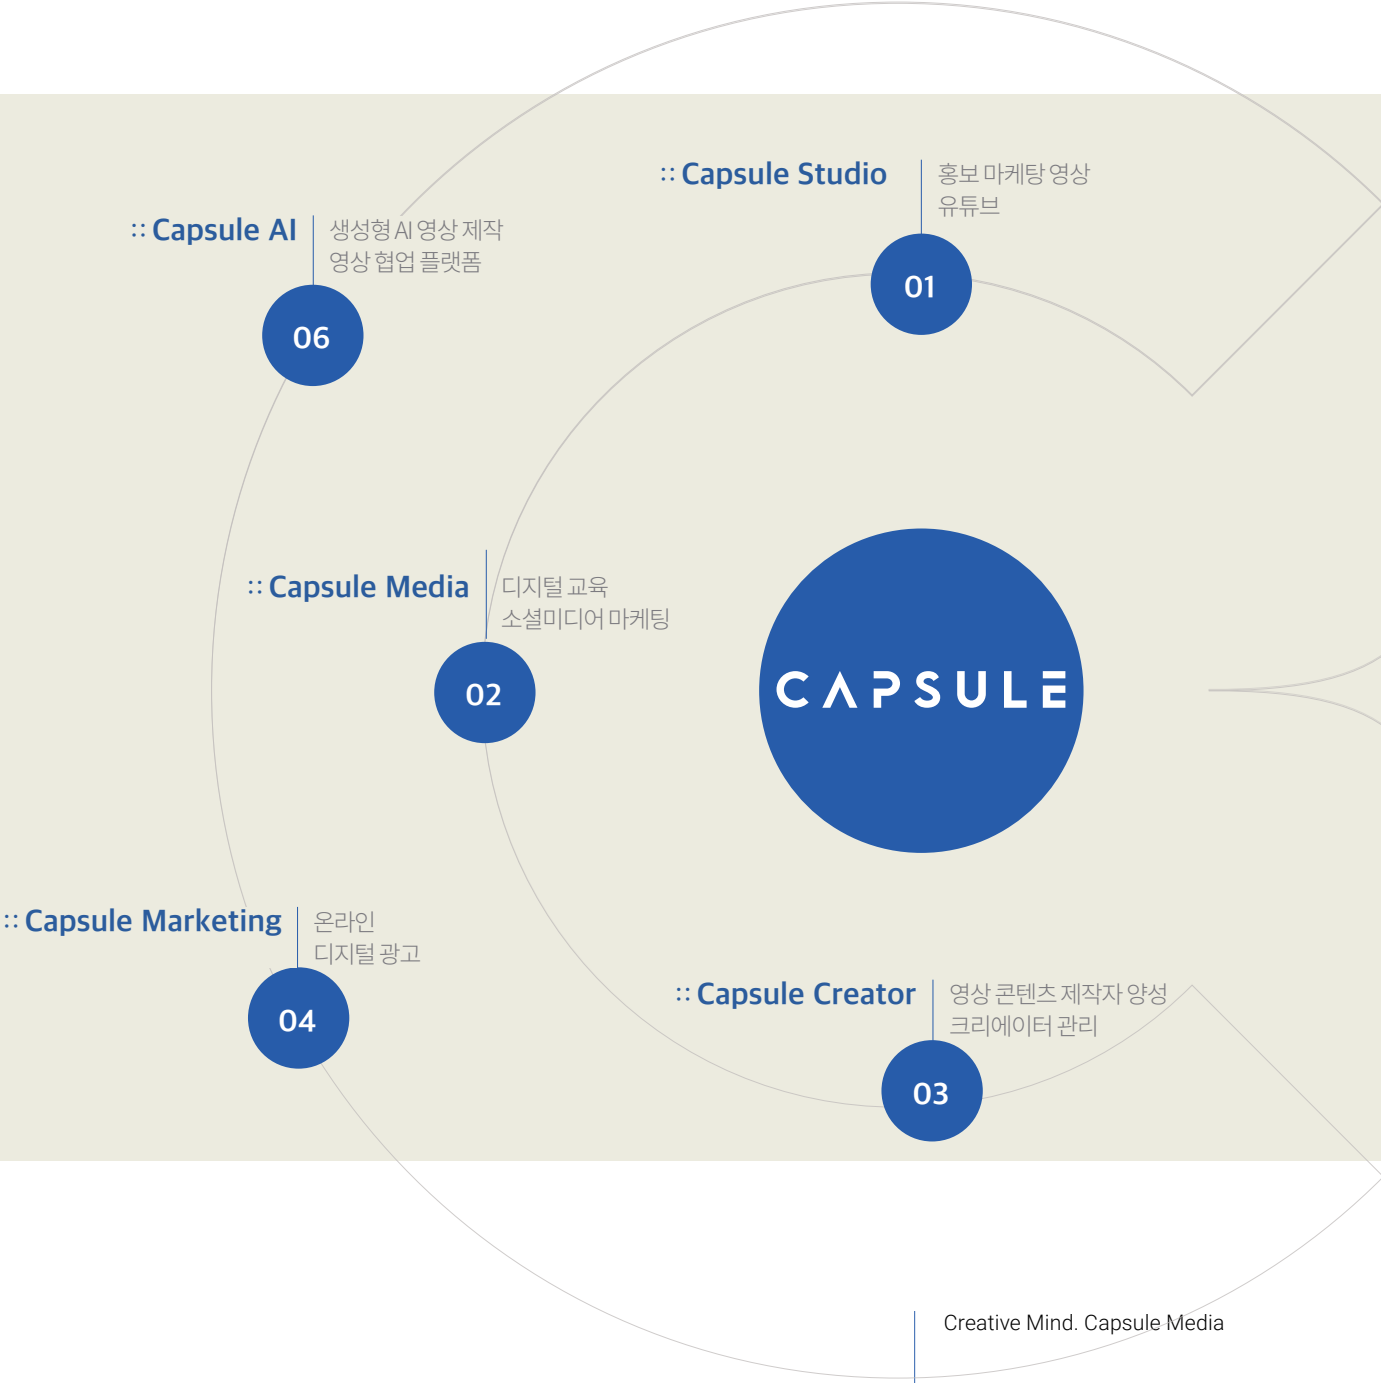 :: Capsule Studio
홍보 마케팅 영상
유튜브
01
:: Capsule AI
생성형 AI 영상 제작
영상 협업 플랫폼
06
:: Capsule Media
디지털 교육
소셜미디어 마케팅
02
CAPSULE
:: Capsule Marketing
온라인
디지털 광고
04
:: Capsule Creator
영상 콘텐츠 제작자 양성
크리에이터 관리
03
Creative Mind. Capsule Media